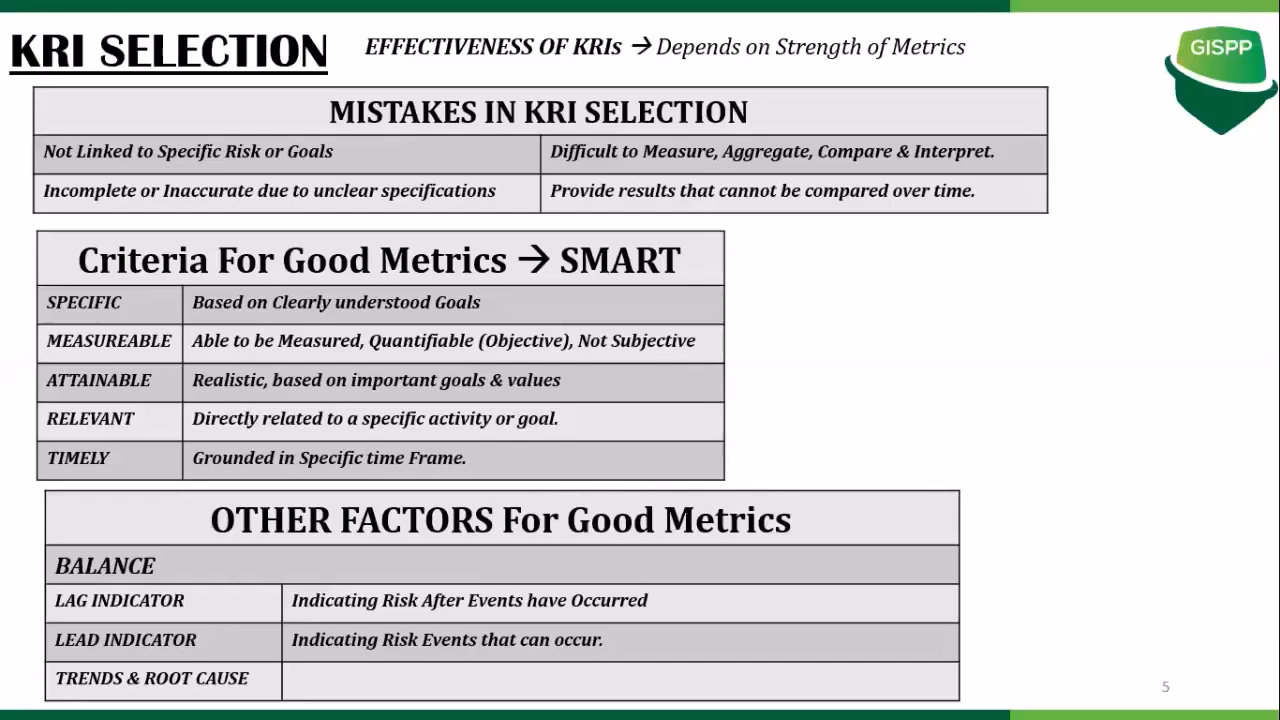 KRI SELECTION
EFFECTIVENESS OF KRIs → Depends on Strength of Metrics
GISPP
MISTAKES IN KRI SELECTION
Not Linked to Specific Risk or Goals
Difficult to Measure, Aggregate, Compare & Interpret.
Incomplete or Inaccurate due to unclear specifications
Provide results that cannot be compared over time.
Criteria For Good Metrics → SMART
SPECIFIC
Based on Clearly understood Goals
MEASUREABLE
Able to be Measured, Quantifiable (Objective), Not Subjective
ATTAINABLE
Realistic, based on important goals & values
RELEVANT
Directly related to a specific activity or goal.
TIMELY
Grounded in Specific time Frame.
OTHER FACTORS For Good Metrics
BALANCE
LAG INDICATOR
Indicating Risk After Events have Occurred
LEAD INDICATOR
Indicating Risk Events that can occur.
TRENDS & ROOT CAUSE
5